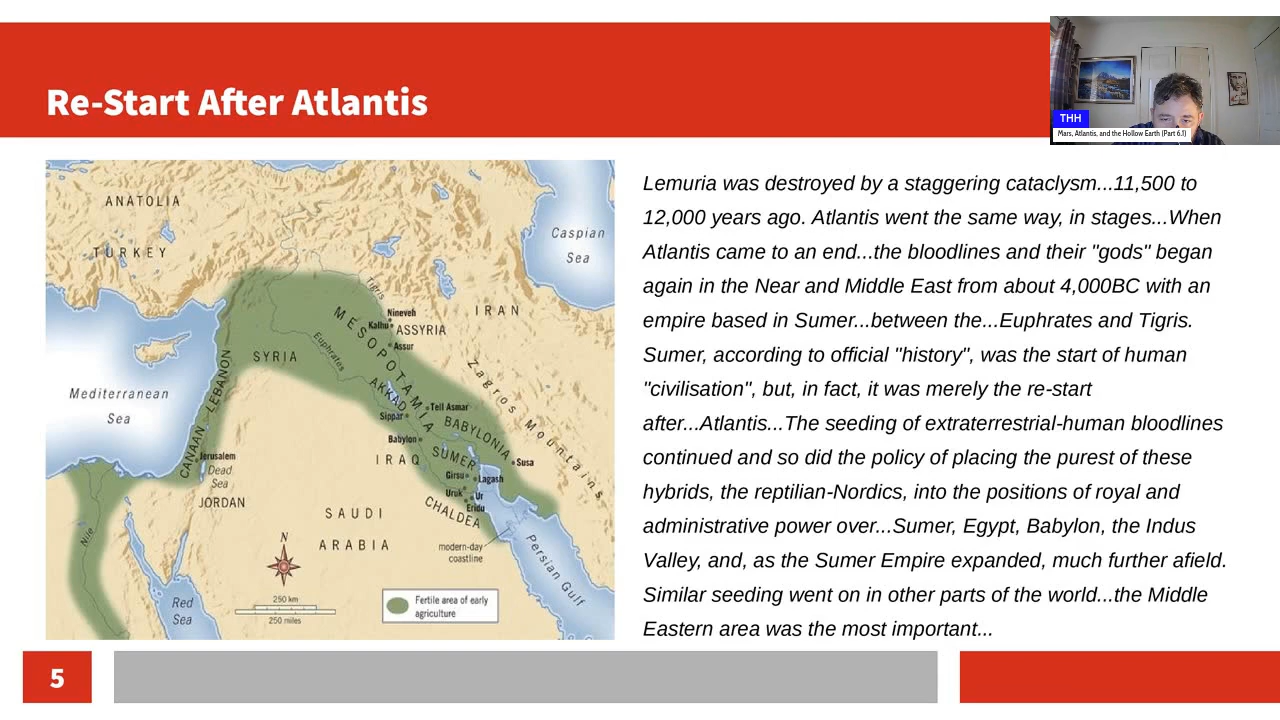 Re-Start After Atlantis
THH
Mars, Atlantis, and the Hollow Earth (Part 6.1)
ANATOLIA
TURKEY
Caspian
Sea
Tigris
Nineveh
Kalhu
ASSYRIA
Assur
IRAN
MESOPOTAMIA
Euphrates
SYRIA
Zagros Mountains
Mediterranean
Sea
CANAAN - LEBANON
AKKAD
Tell Asmar
Sippar
BABYLONIA
Babylon
Jerusalem
Dead
Sea
IRAQ
SUMER
Susa
Girsu
Lagash
Uruk
Ur
Eridu
JORDAN
CHALDEA
SAUDI
ARABIA
Nile
N
modern-day
coastline
Persian Gulf
250 km
250 miles
Fertile area of early
agriculture
Red
Sea
Lemuria was destroyed by a staggering cataclysm...11,500 to
12,000 years ago. Atlantis went the same way, in stages...When
Atlantis came to an end...the bloodlines and their "gods" began
again in the Near and Middle East from about 4,000BC with an
empire based in Sumer...between the...Euphrates and Tigris.
Sumer, according to official "history", was the start of human
"civilisation", but, in fact, it was merely the re-start
after...Atlantis...The seeding of extraterrestrial-human bloodlines
continued and so did the policy of placing the purest of these
hybrids, the reptilian-Nordics, into the positions of royal and
administrative power over...Sumer, Egypt, Babylon, the Indus
Valley, and, as the Sumer Empire expanded, much further afield.
Similar seeding went on in other parts of the world...the Middle
Eastern area was the most important...
5